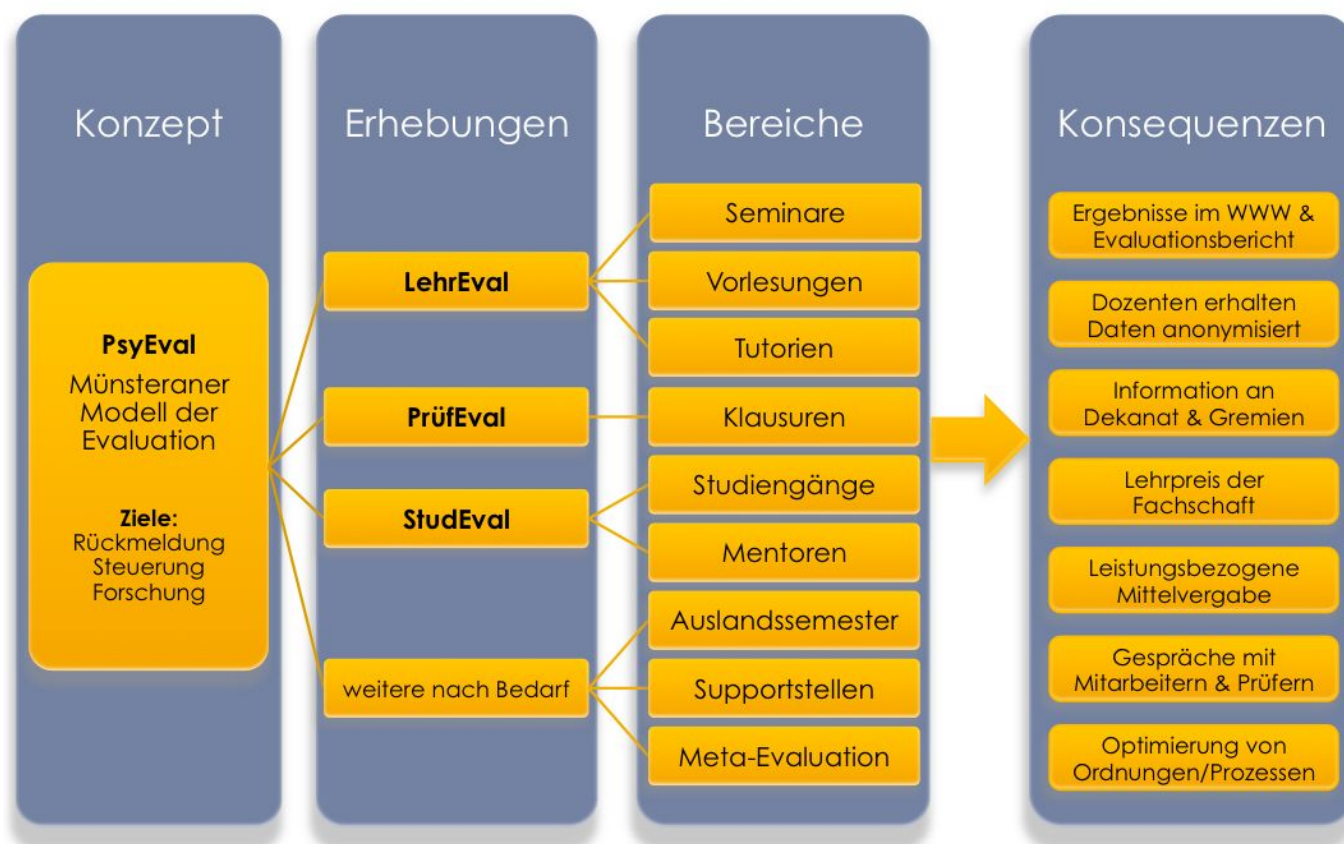 Konzept
PsyEval
Münsteraner
Modell der
Evaluation
Ziele:
Rückmeldung
Steuerung
Forschung
Erhebungen
LehrEval
PrüfEval
StudEval
weitere nach Bedarf
Bereiche
Seminare
Vorlesungen
Tutorien
Klausuren
Studiengänge
Mentoren
Auslandssemester
Supportstellen
Meta-Evaluation
Konsequenzen
Ergebnisse im WWW &
Evaluationsbericht
Dozenten erhalten
Daten anonymisiert
Information an
Dekanat & Gremien
Lehrpreis der
Fachschaft
Leistungsbezogene
Mittelvergabe
Gespräche mit
Mitarbeitern & Prüfern
Optimierung von
Ordnungen/Prozessen